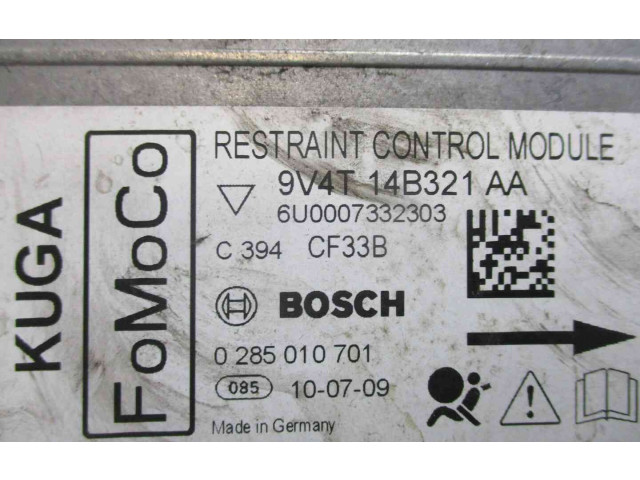 KUGA
FoMoCo
RESTRAINT CONTROL MODULE
9V4T 14B321 AA
6U0007332303
C 394 CF33B
BOSCH
0 285 010 701
085 10-07-09
Made in Germany